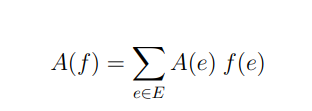 A(f) = ∑_{e∈E} A(e) f(e)